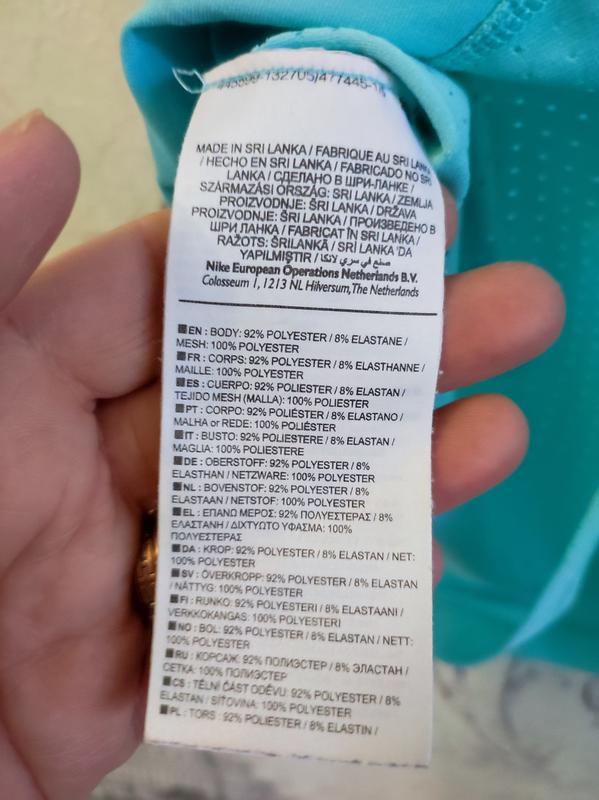 MADE IN SRI LANKA / FABRIQUE AU SRI LANKA
/ HECHO EN SRI LANKA / FABRICADO NO SRI
LANKA / СДЕЛАНО В ШРИ-ЛАНКЕ /
SZÁRMAZÁSI ORSZÁG: SRI LANKA / ZEMLJA
PROIZVODNJE: ŠRI LANKA / DRŽAVA
PROIZVODNJE: ŠRI LANKA / ПРОИЗВЕДЕНО В
ШРИ ЛАНКА / FABRICAT ÎN SRI LANKA /
RAŽOTS: ŠRILANKĀ / SRİ LANKA 'DA
YAPILMIŞTIR / صنع في سري لانكا
Nike European Operations Netherlands B.V.
Colosseum 1, 1213 NL Hilversum, The Netherlands
EN : BODY: 92% POLYESTER / 8% ELASTANE /
MESH: 100% POLYESTER
FR : CORPS: 92% POLYESTER / 8% ELASTHANNE /
MAILLE: 100% POLYESTER
ES : CUERPO: 92% POLIESTER / 8% ELASTAN /
TEJIDO MESH (MALLA): 100% POLIESTER
PT : CORPO: 92% POLIÉSTER / 8% ELASTANO /
MALHA or REDE: 100% POLIÉSTER
IT : BUSTO: 92% POLIESTERE / 8% ELASTAN /
MAGLIA: 100% POLIESTERE
DE : OBERSTOFF: 92% POLYESTER / 8%
ELASTHAN / NETZWARE: 100% POLYESTER
NL : BOVENSTOF: 92% POLYESTER / 8%
ELASTAAN / NETSTOF: 100% POLYESTER
EL : ΕΠΑΝΩ ΜΕΡΟΣ: 92% ΠΟΛΥΕΣΤΕΡΑΣ / 8%
ΕΛΑΣΤΑΝΗ / ΔΙΧΤΥΩΤΟ ΥΦΑΣΜΑ: 100%
ΠΟΛΥΕΣΤΕΡΑΣ
DA : KROP: 92% POLYESTER / 8% ELASTAN / NET:
100% POLYESTER
SV : ÖVERKROPP: 92% POLYESTER / 8% ELASTAN
/ NÄTTYG: 100% POLYESTER
FI : RUNKO: 92% POLYESTERI / 8% ELASTAANI /
VERKKOKANGAS: 100% POLYESTERI
NO : BOL: 92% POLYESTER / 8% ELASTAN / NETT:
100% POLYESTER
RU : КОРСАЖ: 92% ПОЛИЭСТЕР / 8% ЭЛАСТАН /
СЕТКА: 100% ПОЛИЭСТЕР
CS : TĚLNÍ ČÁST ODĚVU: 92% POLYESTER / 8%
ELASTAN / SÍŤOVINA: 100% POLYESTER
PL : TORS : 92% POLIESTER / 8% ELASTIN /